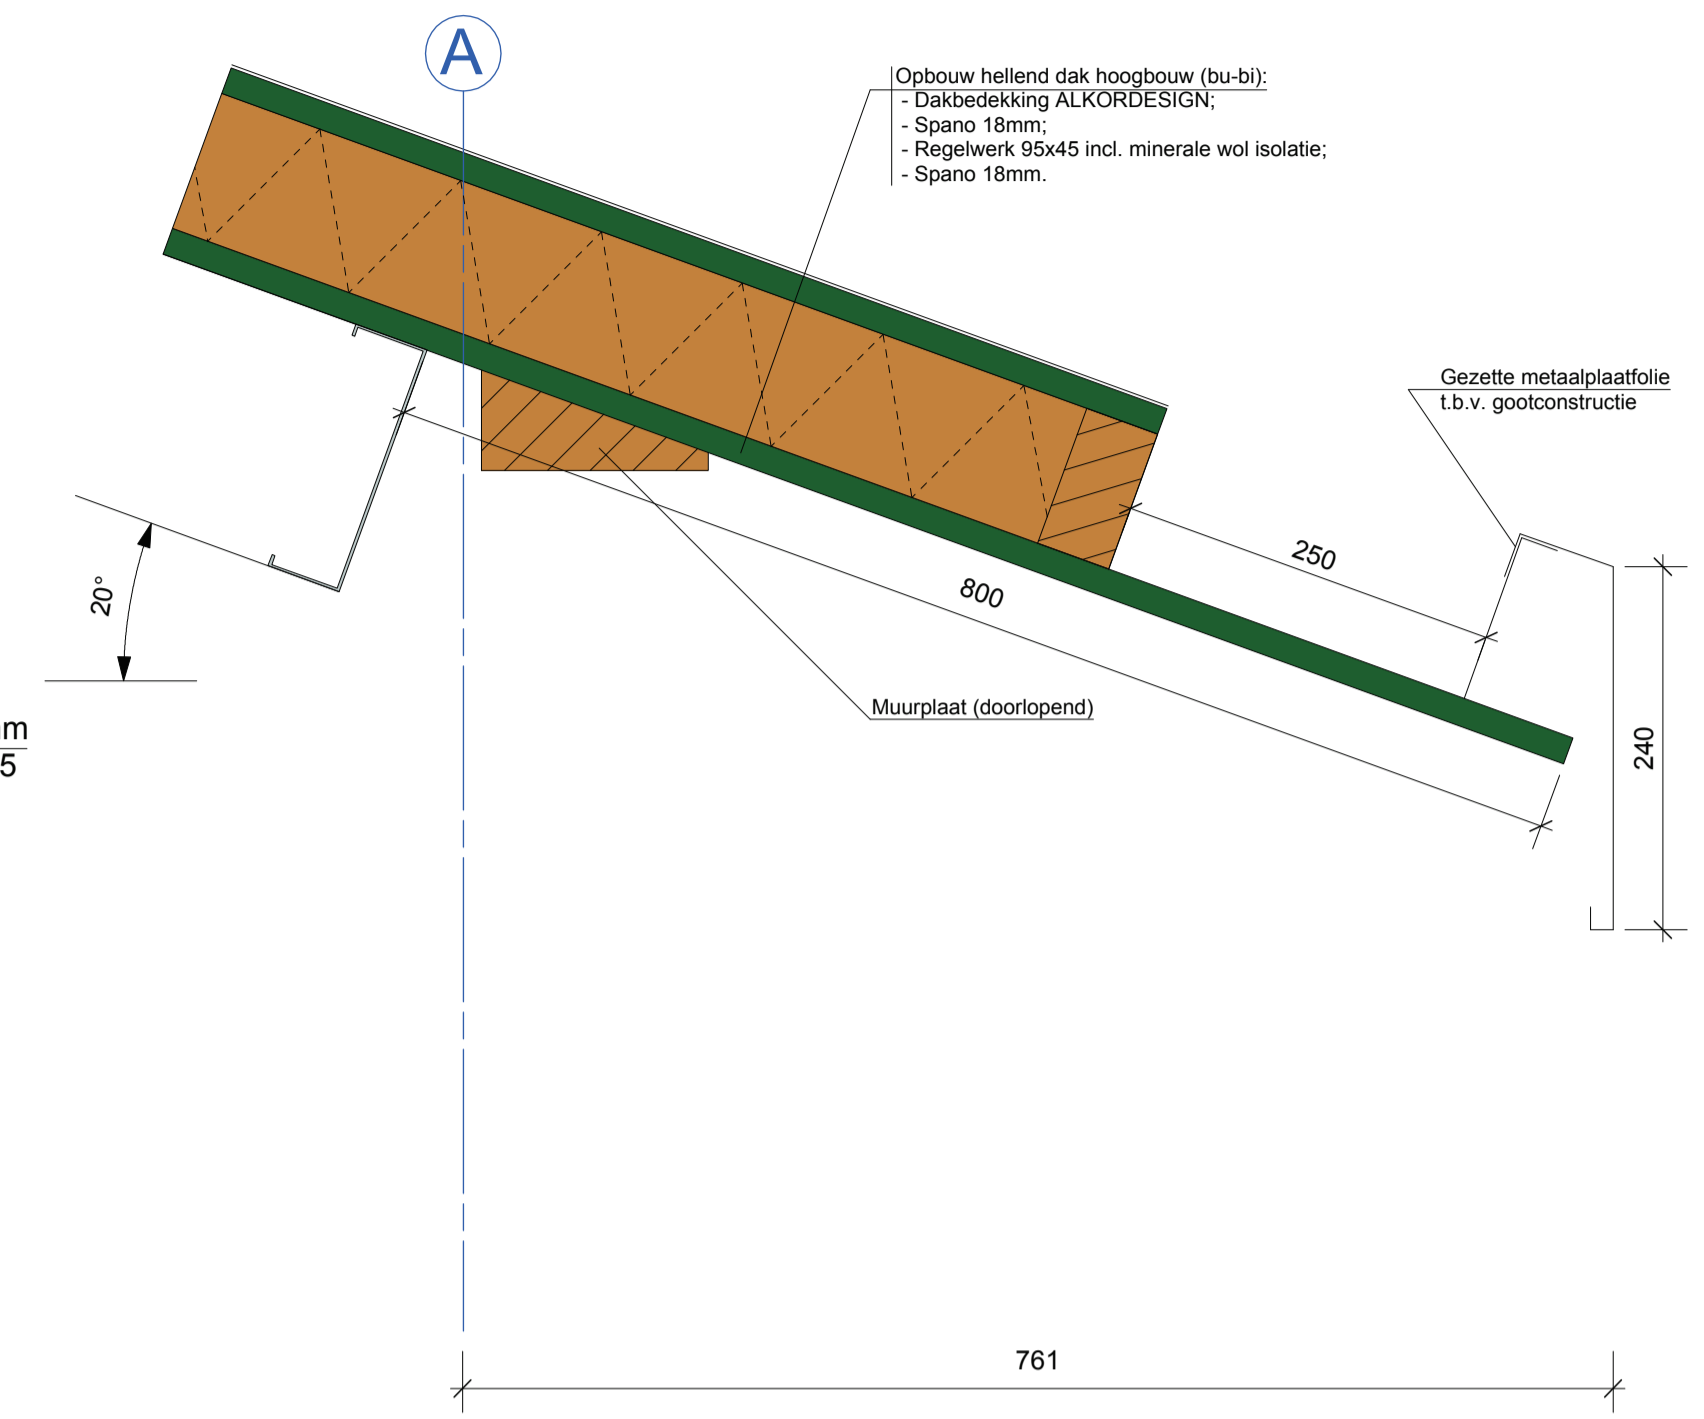 A
Opbouw hellend dak hoogbouw (bu-bi):
- Dakbedekking ALKORDESIGN;
- Spano 18mm;
- Regelwerk 95x45 incl. minerale wol isolatie;
- Spano 18mm.
Gezette metaalplaatfolie
t.b.v. gootconstructie
250
800
20°
Muurplaat (doorlopend)
m
5
240
761